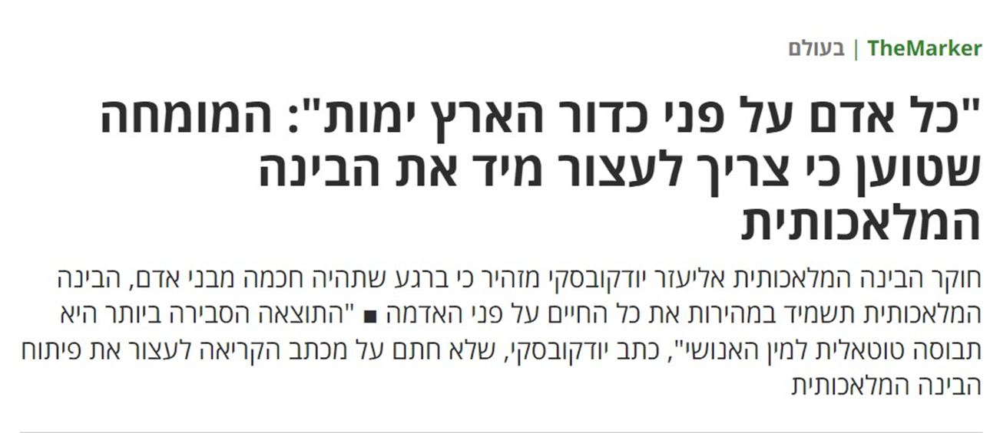 TheMarker | בעולם
"כל אדם על פני כדור הארץ ימות": המומחה
שטוען כי צריך לעצור מיד את הבינה
המלאכותית
חוקר הבינה המלאכותית אליעזר יודקובסקי מזהיר כי ברגע שתהיה חכמה מבני אדם, הבינה
המלאכותית תשמיד במהירות את כל החיים על פני האדמה ■ "התוצאה הסבירה ביותר היא
תבוסה טוטאלית למין האנושי", כתב יודקובסקי, שלא חתם על מכתב הקריאה לעצור את פיתוח
הבינה המלאכותית